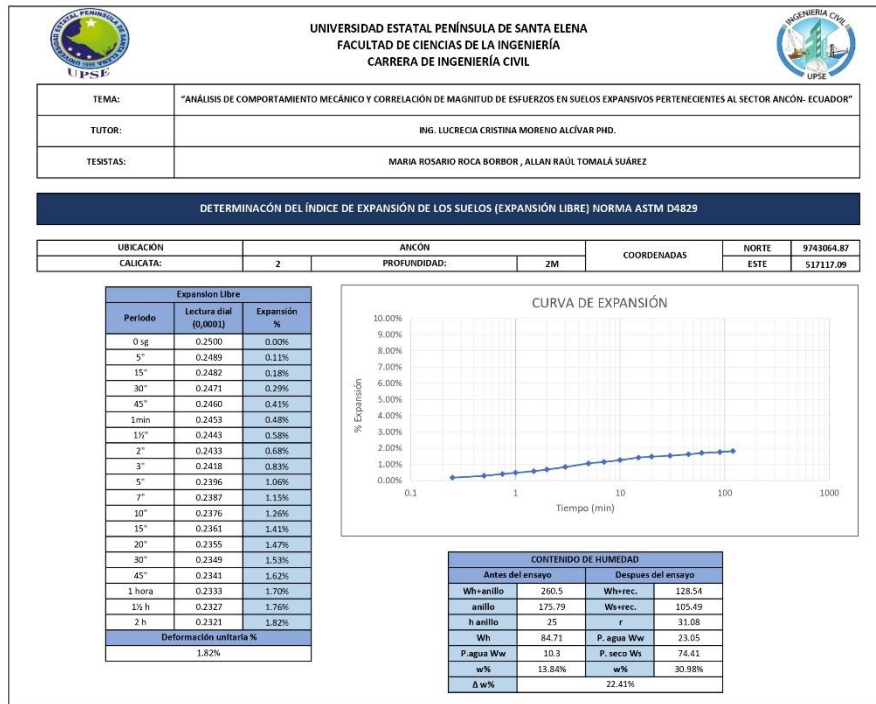 UNIVERSIDAD ESTATAL PENÍNSULA DE SANTA ELENA
FACULTAD DE CIENCIAS DE LA INGENIERÍA
CARRERA DE INGENIERÍA CIVIL
UPSE
INGENIERIA CIVIL
UPSE
TEMA: "ANÁLISIS DE COMPORTAMIENTO MECÁNICO Y CORRELACIÓN DE MAGNITUD DE ESFUERZOS EN SUELOS EXPANSIVOS PERTENECIENTES AL SECTOR ANCÓN- ECUADOR"
TUTOR: ING. LUCRECIA CRISTINA MORENO ALCÍVAR PHD.
TESISTAS: MARIA ROSARIO ROCA BORBOR , ALLAN RAÚL TOMALÁ SUÁREZ
DETERMINACÓN DEL ÍNDICE DE EXPANSIÓN DE LOS SUELOS (EXPANSIÓN LIBRE) NORMA ASTM D4829
UBICACIÓN ANCÓN COORDENADAS NORTE 9743064.87
CALICATA: 2 PROFUNDIDAD: 2M ESTE 517117.09
Expansion Libre
Periodo Lectura dial (0,0001) Expansión %
0 sg 0.2500 0.00%
5" 0.2489 0.11%
15" 0.2482 0.18%
30" 0.2471 0.29%
45" 0.2460 0.41%
1min 0.2453 0.48%
1½" 0.2443 0.58%
2" 0.2433 0.68%
3" 0.2418 0.83%
5" 0.2396 1.06%
7" 0.2387 1.15%
10" 0.2376 1.26%
15" 0.2361 1.41%
20" 0.2355 1.47%
30" 0.2349 1.53%
45" 0.2341 1.62%
1 hora 0.2333 1.70%
1½ h 0.2327 1.76%
2 h 0.2321 1.82%
Deformación unitaria %
1.82%
CURVA DE EXPANSIÓN
% Expansión
10.00%
9.00%
8.00%
7.00%
6.00%
5.00%
4.00%
3.00%
2.00%
1.00%
0.00%
0.1 1 10 100 1000
Tiempo (min)
CONTENIDO DE HUMEDAD
Antes del ensayo Despues del ensayo
Wh+anillo 260.5 Wh+rec. 128.54
anillo 175.79 Ws+rec. 105.49
h anillo 25 r 31.08
Wh 84.71 P. agua Ww 23.05
P.agua Ww 10.3 P. seco Ws 74.41
w% 13.84% w% 30.98%
Δ w% 22.41%